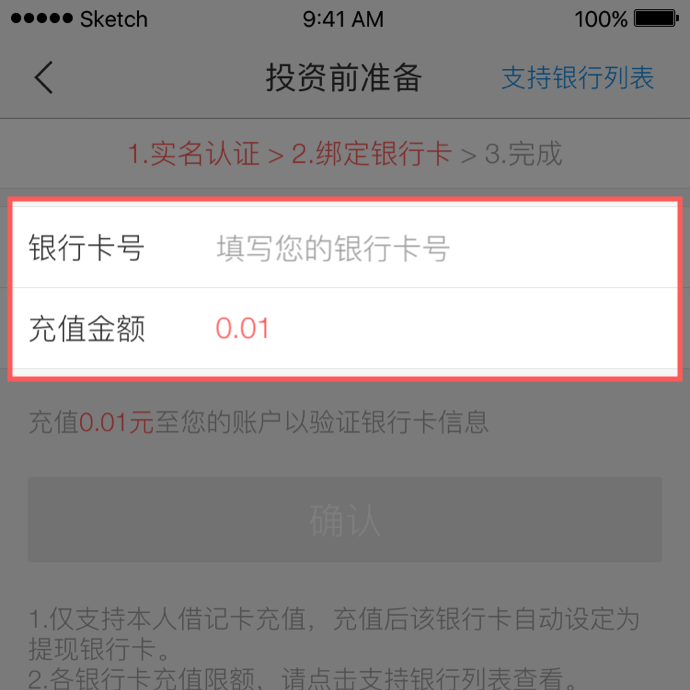 ●●●●● Sketch 9:41 AM 100%
投资前准备 支持银行列表
1.实名认证 > 2.绑定银行卡 > 3.完成
银行卡号 填写您的银行卡号
充值金额 0.01
充值0.01元至您的账户以验证银行卡信息
确认
1.仅支持本人借记卡充值，充值后该银行卡自动设定为
提现银行卡。
2.各银行卡充值限额，请点击支持银行列表查看。